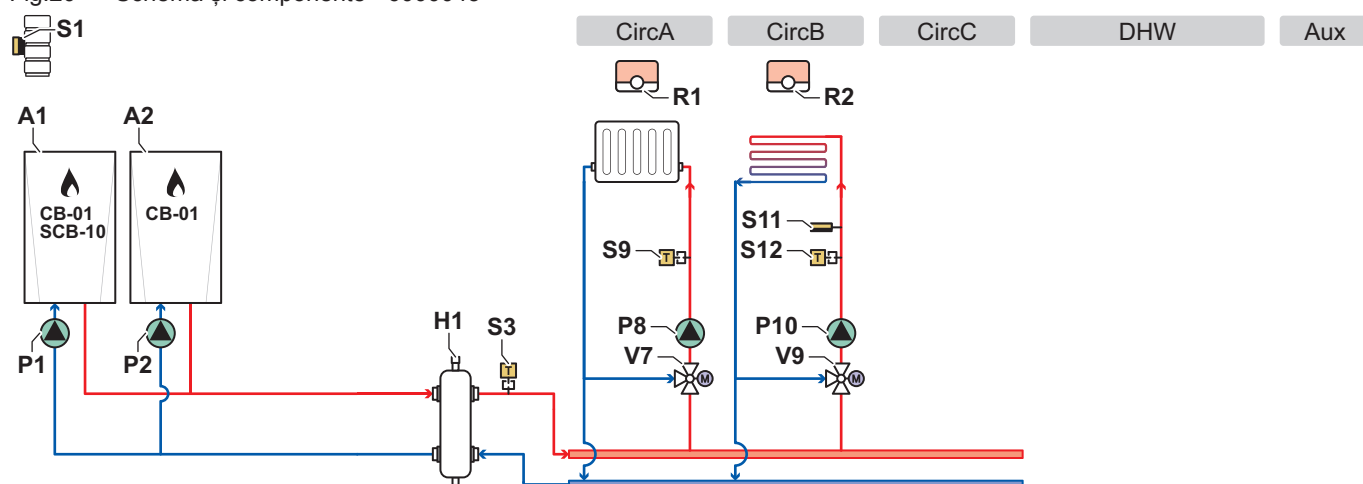 S1
CircA CircB CircC DHW Aux
R1 R2
A1 A2
CB-01
SCB-10
CB-01
S11
S9 T S12 T
H1 S3
T
P1 P2
P8 P10
V7 V9
M M